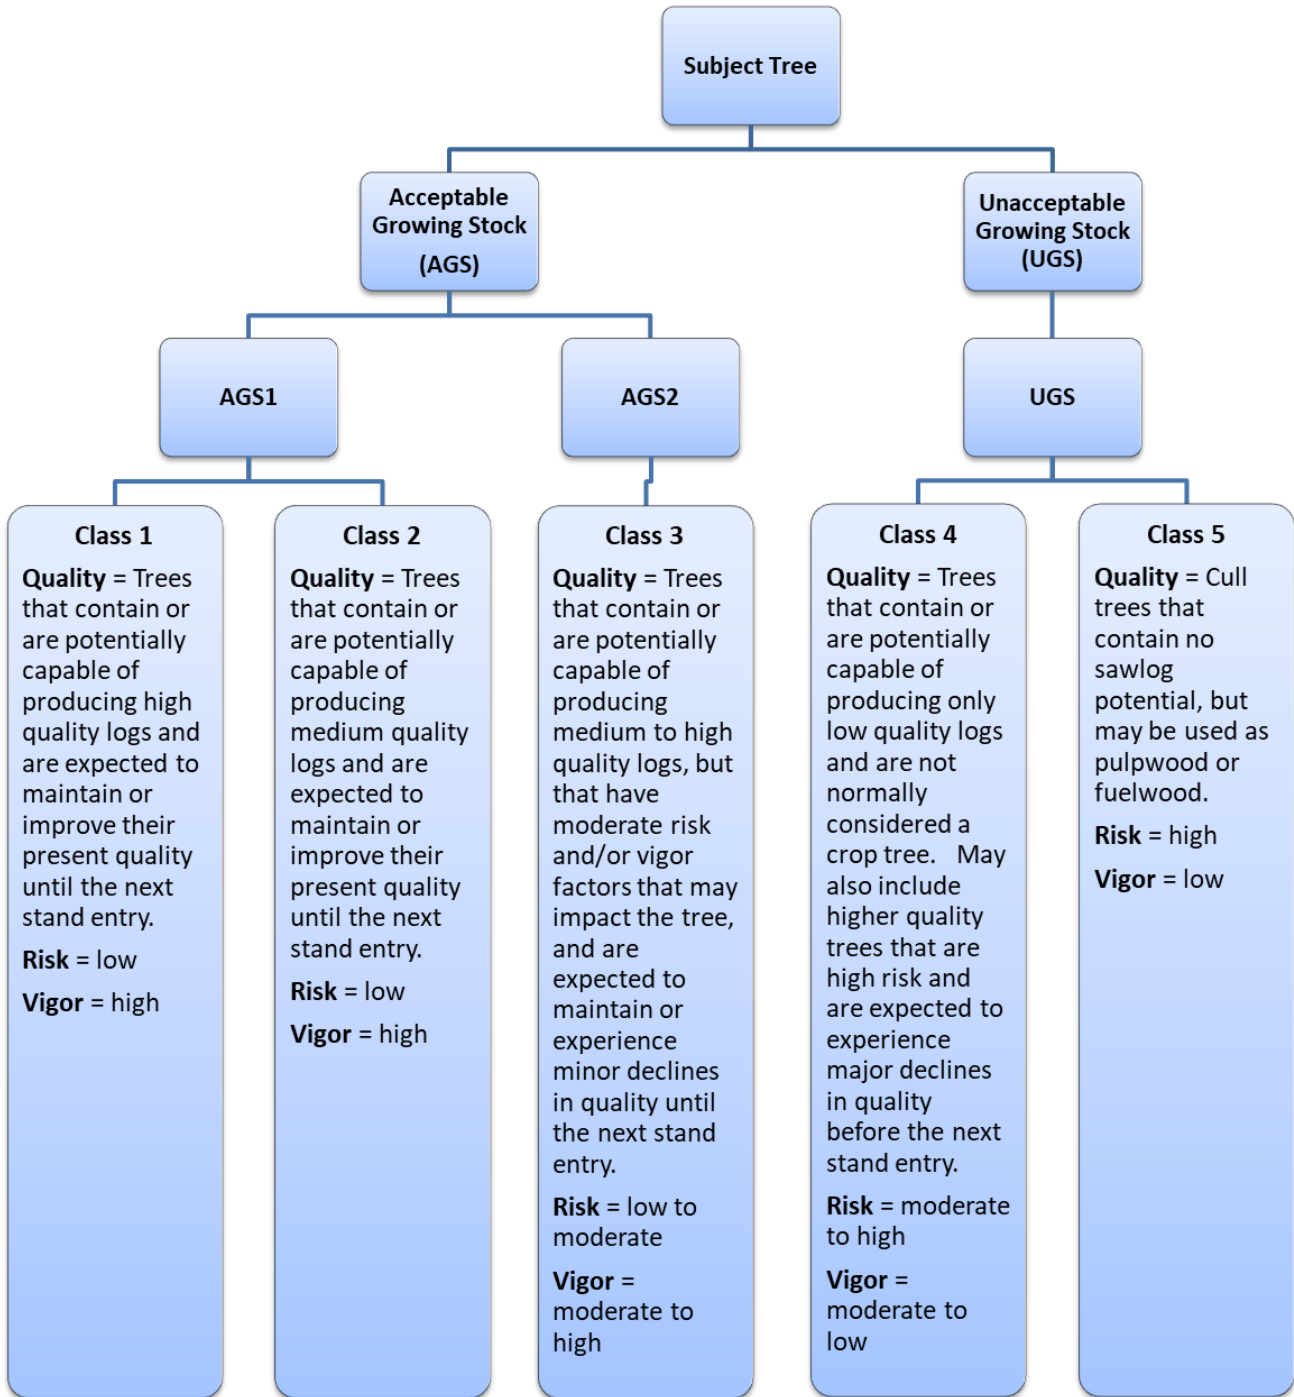 Subject Tree
Acceptable
Growing Stock
(AGS)
Unacceptable
Growing Stock
(UGS)
AGS1
AGS2
UGS
Class 1
Quality = Trees
that contain or
are potentially
capable of
producing high
quality logs and
are expected to
maintain or
improve their
present quality
until the next
stand entry.
Risk = low
Vigor = high
Class 2
Quality = Trees
that contain or
are potentially
capable of
producing
medium quality
logs and are
expected to
maintain or
improve their
present quality
until the next
stand entry.
Risk = low
Vigor = high
Class 3
Quality = Trees
that contain or
are potentially
capable of
producing
medium to high
quality logs, but
that have
moderate risk
and/or vigor
factors that may
impact the tree,
and are
expected to
maintain or
experience
minor declines
in quality until
the next stand
entry.
Risk = low to
moderate
Vigor =
moderate to
high
Class 4
Quality = Trees
that contain or
are potentially
capable of
producing only
low quality logs
and are not
normally
considered a
crop tree.   May
also include
higher quality
trees that are
high risk and
are expected to
experience
major declines
in quality
before the next
stand entry.
Risk = moderate
to high
Vigor =
moderate to
low
Class 5
Quality = Cull
trees that
contain no
sawlog
potential, but
may be used as
pulpwood or
fuelwood.
Risk = high
Vigor = low